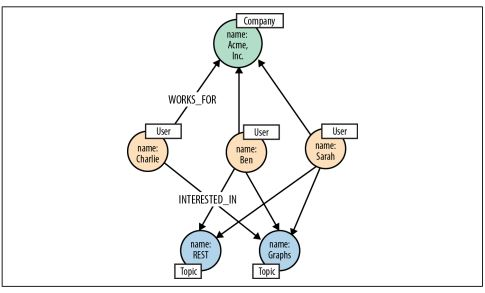 Company
name:
Acme,
Inc.
WORKS_FOR
User
name:
Charlie
User
name:
Ben
User
name:
Sarah
INTERESTED_IN
name:
REST
Topic
name:
Graphs
Topic